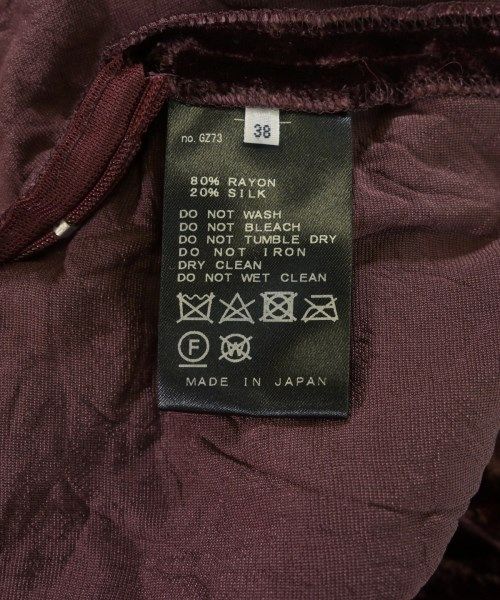 38
no. GZ73
80% RAYON
20% SILK
DO NOT WASH
DO NOT BLEACH
DO NOT TUMBLE DRY
DO NOT IRON
DRY CLEAN
DO NOT WET CLEAN
F W
MADE IN JAPAN